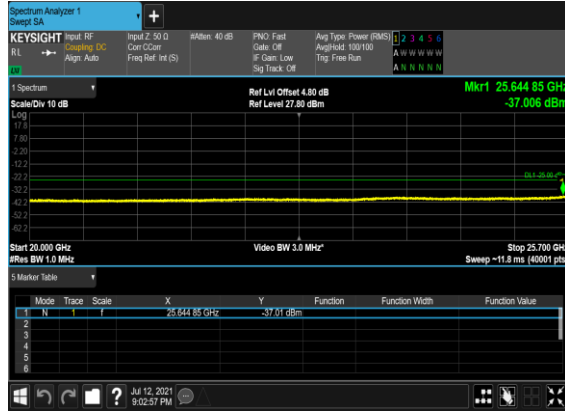 Spectrum Analyzer 1
Swept SA
KEYSIGHT Input: RF Input Z: 50 Ω #Atten: 40 dB PNO: Fast Avg Type: Power (RMS) 1 2 3 4 5 6
RL Coupling: DC Corr CCorr Gate: Off Avg|Hold: 100/100 A W W W W W
Align: Auto Freq Ref: Int (S) IF Gain: Low Trig: Free Run
Sig Track: Off A N N N N N
1 Spectrum Ref Lvl Offset 4.80 dB Mkr1 25.644 85 GHz
Scale/Div 10 dB Ref Level 27.80 dBm -37.006 dBm
Log
17.8
7.80
-2.20
-12.2
-22.2 DL1 -25.00
-32.2
-42.2
-52.2
-62.2
Start 20.000 GHz Video BW 3.0 MHz* Stop 25.700 GHz
#Res BW 1.0 MHz Sweep ~11.8 ms (40001 pts
5 Marker Table
Mode Trace Scale X Y Function Function Width Function Value
1 N 1 f 25.644 85 GHz -37.01 dBm
2
3
4
5
6
? Jul 12, 2021
9:02:57 PM